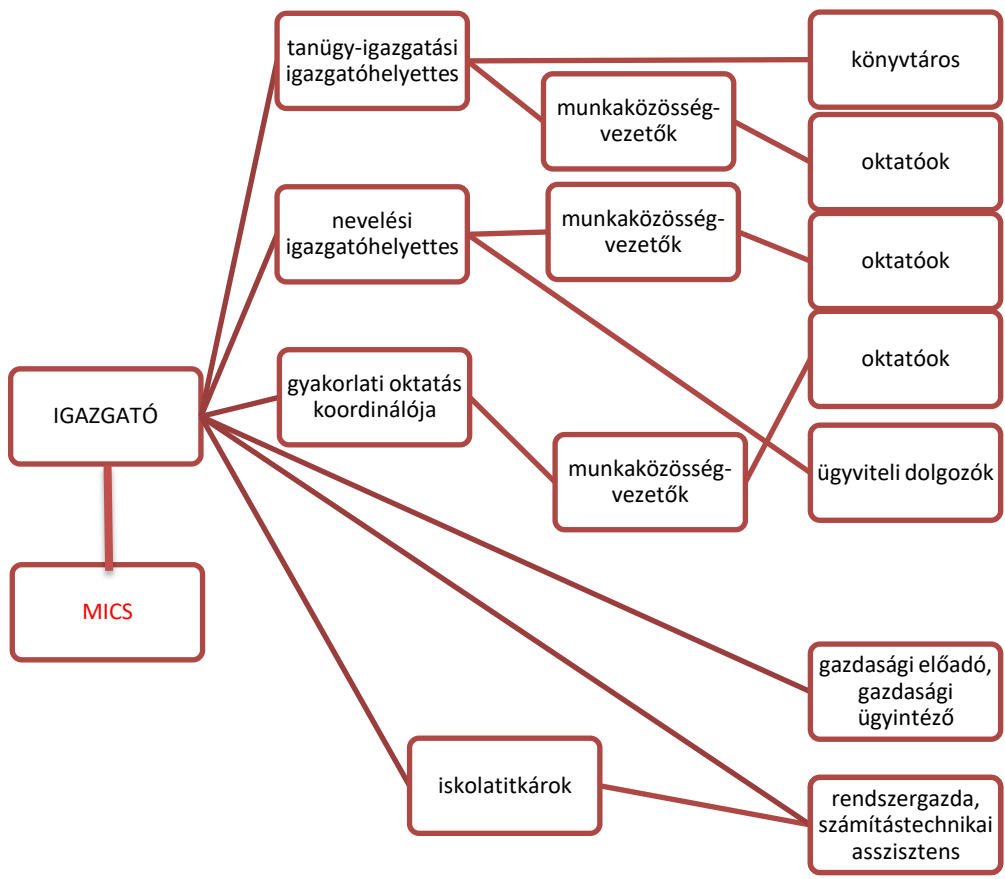 tanügy-igazgatási
igazgatóhelyettes
könyvtáros
munkaközösség-
vezetők
oktatóok
nevelési
igazgatóhelyettes
munkaközösség-
vezetők
oktatóok
gyakorlati oktatás
koordinálója
oktatóok
IGAZGATÓ
munkaközösség-
vezetők
ügyviteli dolgozók
MICS
gazdasági előadó,
gazdasági
ügyintéző
iskolatitkárok
rendszergazda,
számítástechnikai
asszisztens